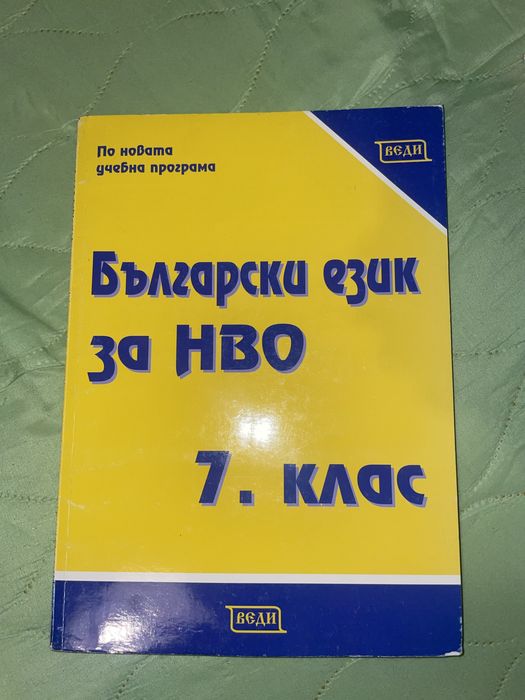 По новата
учебна програма
ВЕДИ
Български език
за НВО
7. клас
ВЕДИ